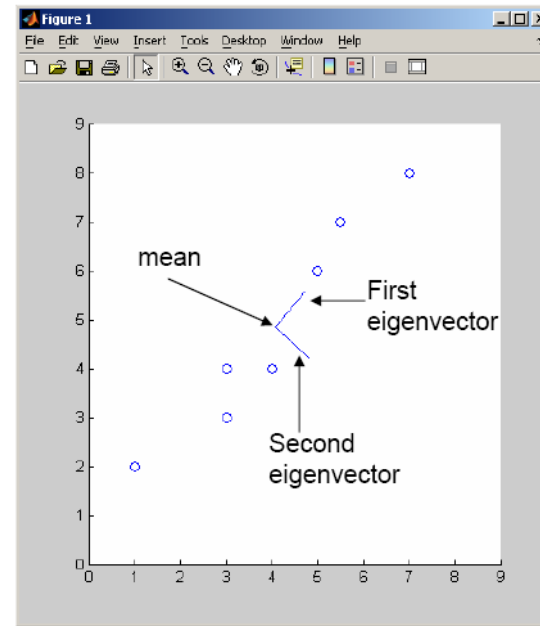 Figure 1
File Edit View Insert Tools Desktop Window Help
9
8
7
6
5
4
3
2
1
0
mean
First
eigenvector
Second
eigenvector
0 1 2 3 4 5 6 7 8 9